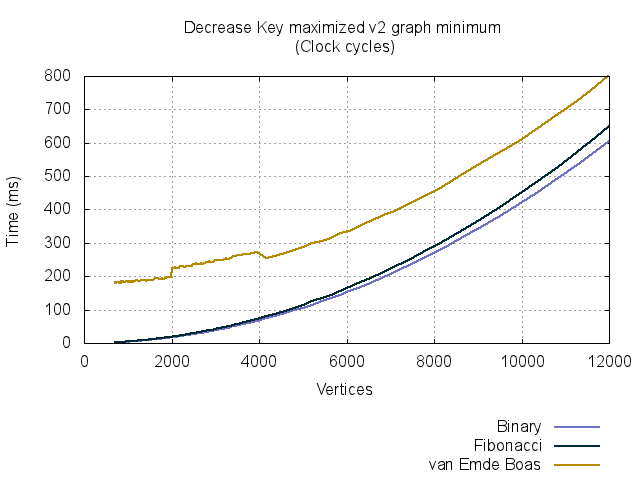 Decrease Key maximized v2 graph minimum
(Clock cycles)
800
700
600
500
400
300
200
100
0
Time (ms)
0 2000 4000 6000 8000 10000 12000
Vertices
Binary
Fibonacci
van Emde Boas